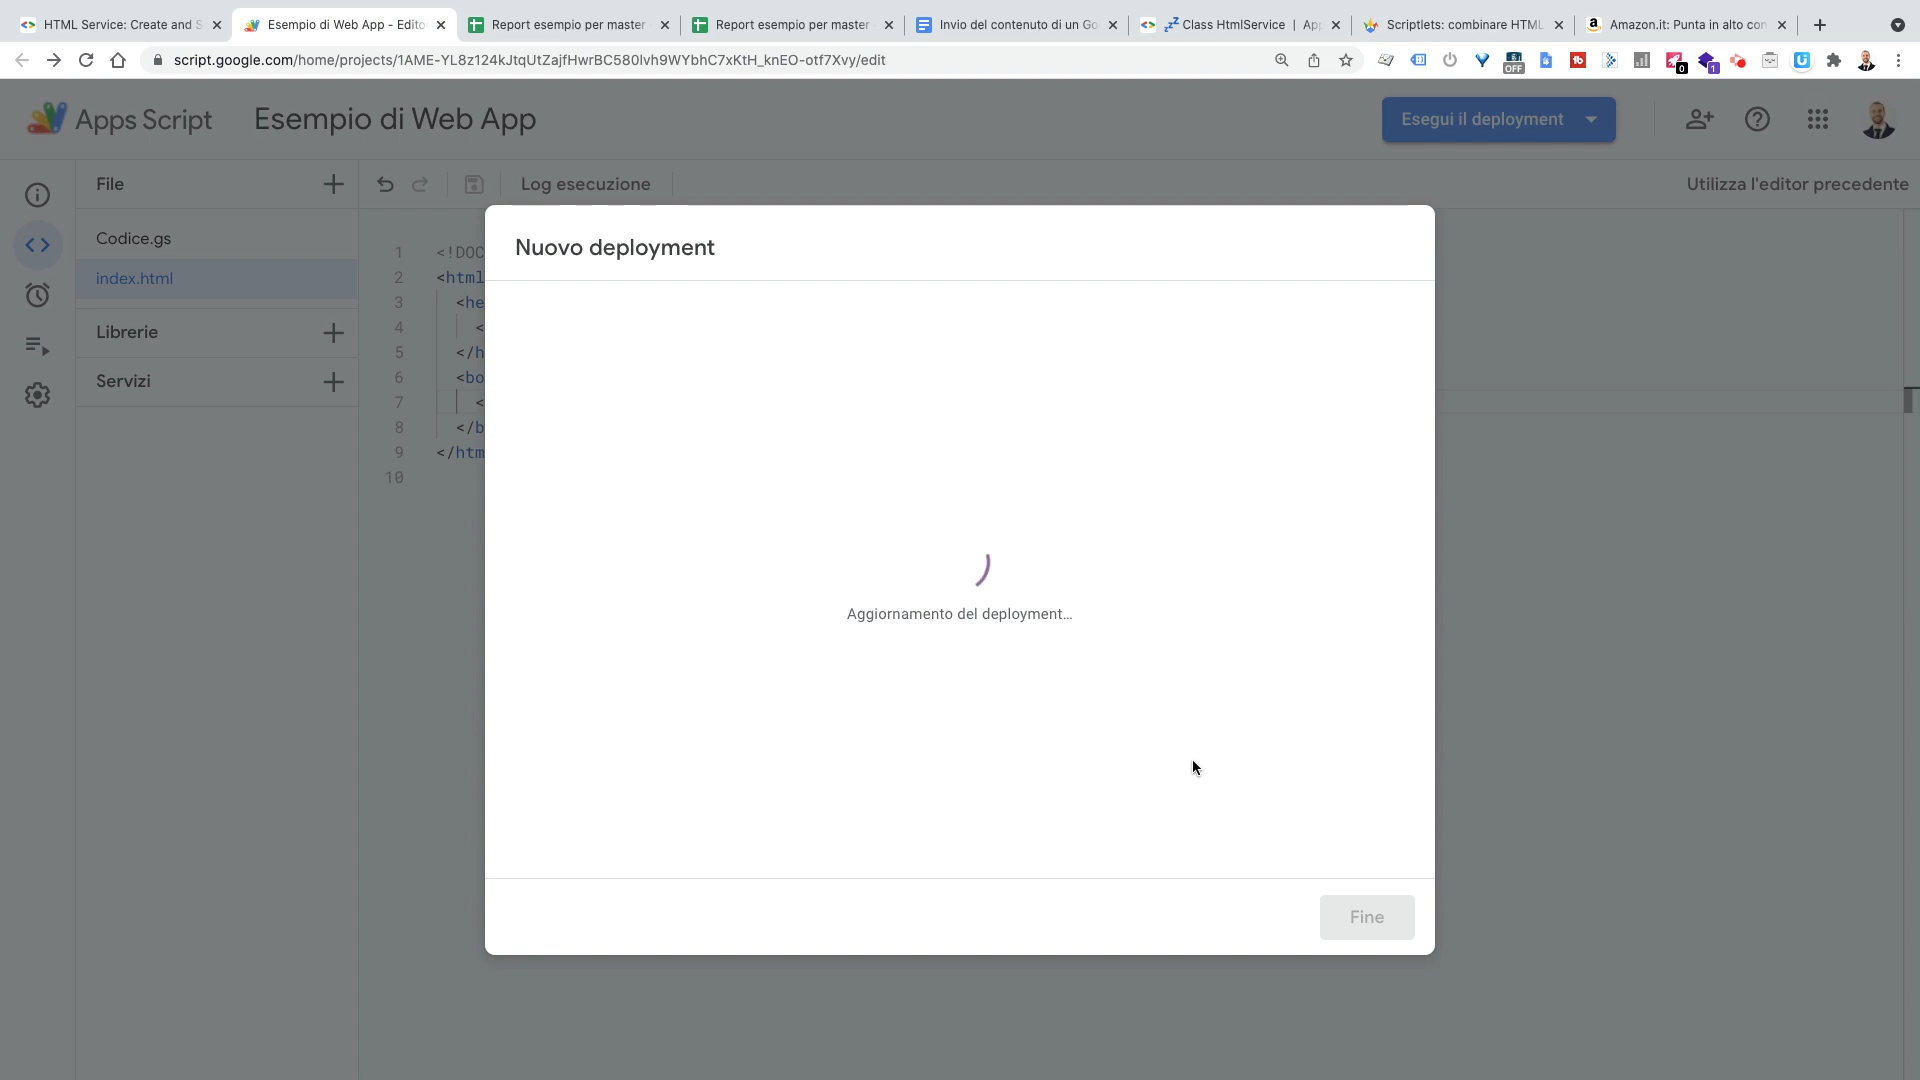 HTML Service: Create and S
Esempio di Web App - Edito
Report esempio per master
Report esempio per master
Invio del contenuto di un Go
Class HtmlService | App
Scriptlets: combinare HTML
Amazon.it: Punta in alto con
script.google.com/home/projects/1AME-YL8z124kJtqUtZajfHwrBC580lvh9WYbhC7xKtH_knEO-otf7Xvy/edit
OFF
0
1
Apps Script
Esempio di Web App
Esegui il deployment
File
Log esecuzione
Utilizza l'editor precedente
Codice.gs
index.html
Librerie
Servizi
1 <!DOC
2 <html
3 <he
4 <
5 </h
6 <bo
7 <
8 </b
9 </htm
10
Nuovo deployment
Aggiornamento del deployment...
Fine